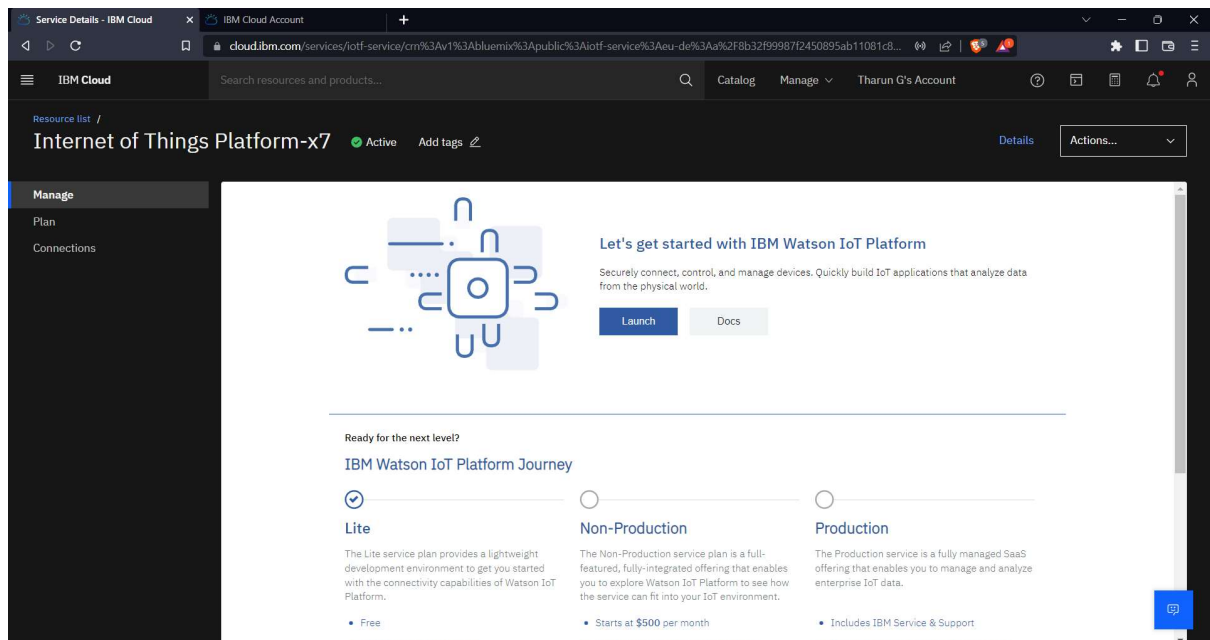 Service Details - IBM Cloud
IBM Cloud Account
cloud.ibm.com/services/iotf-service/crn%3Av1%3Abluemix%3Apublic%3Aiotf-service%3Aeu-de%3Aa%2F8b32f99987f2450895ab11081c8...
IBM Cloud
Search resources and products...
Catalog
Manage
Tharun G's Account
Resource list /
Internet of Things Platform-x7
Active
Add tags
Details
Actions...
Manage
Plan
Connections
Let's get started with IBM Watson IoT Platform
Securely connect, control, and manage devices. Quickly build IoT applications that analyze data
from the physical world.
Launch
Docs
Ready for the next level?
IBM Watson IoT Platform Journey
Lite
The Lite service plan provides a lightweight
development environment to get you started
with the connectivity capabilities of Watson IoT
Platform.
• Free
Non-Production
The Non-Production service plan is a full-
featured, fully-integrated offering that enables
you to explore Watson IoT Platform to see how
the service can fit into your IoT environment.
• Starts at $500 per month
Production
The Production service is a fully managed SaaS
offering that enables you to manage and analyze
enterprise IoT data.
• Includes IBM Service & Support